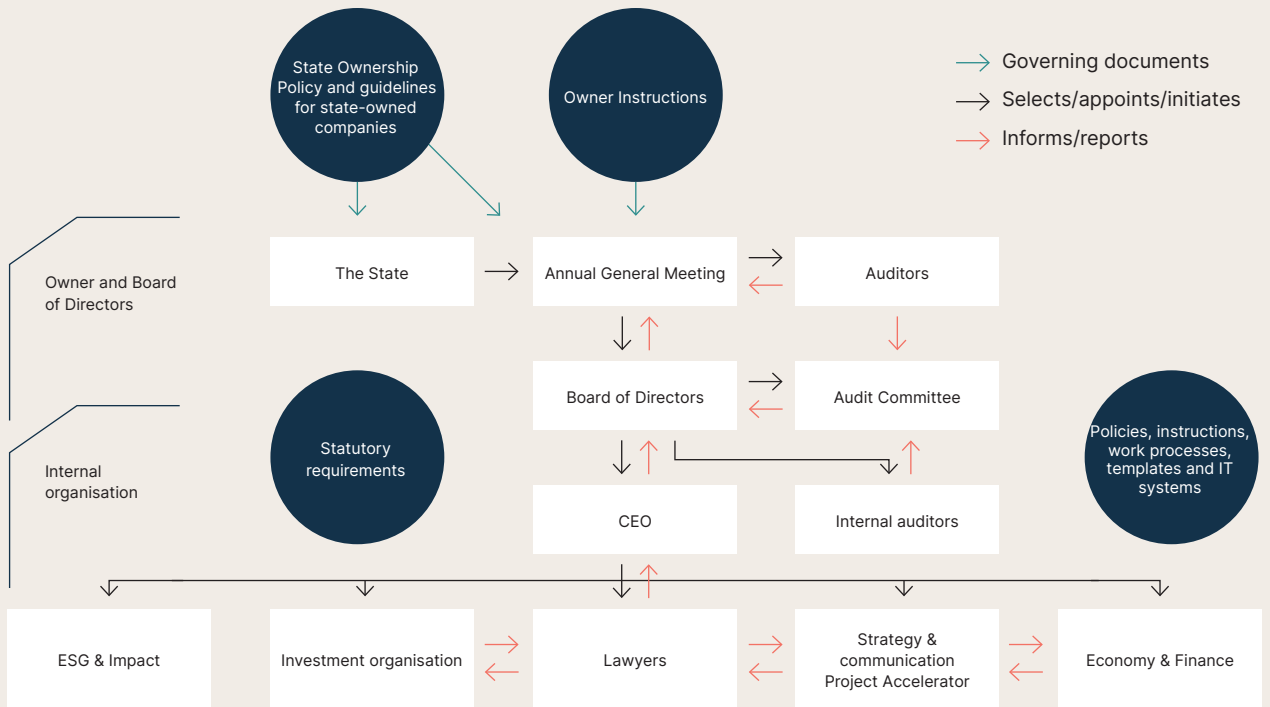 State Ownership
Policy and guidelines
for state-owned
companies
Owner Instructions
Governing documents
Selects/appoints/initiates
Informs/reports
Owner and Board
of Directors
The State
Annual General Meeting
Auditors
Board of Directors
Audit Committee
Internal
organisation
Statutory
requirements
Policies, instructions,
work processes,
templates and IT
systems
CEO
Internal auditors
ESG & Impact
Investment organisation
Lawyers
Strategy &
communication
Project Accelerator
Economy & Finance